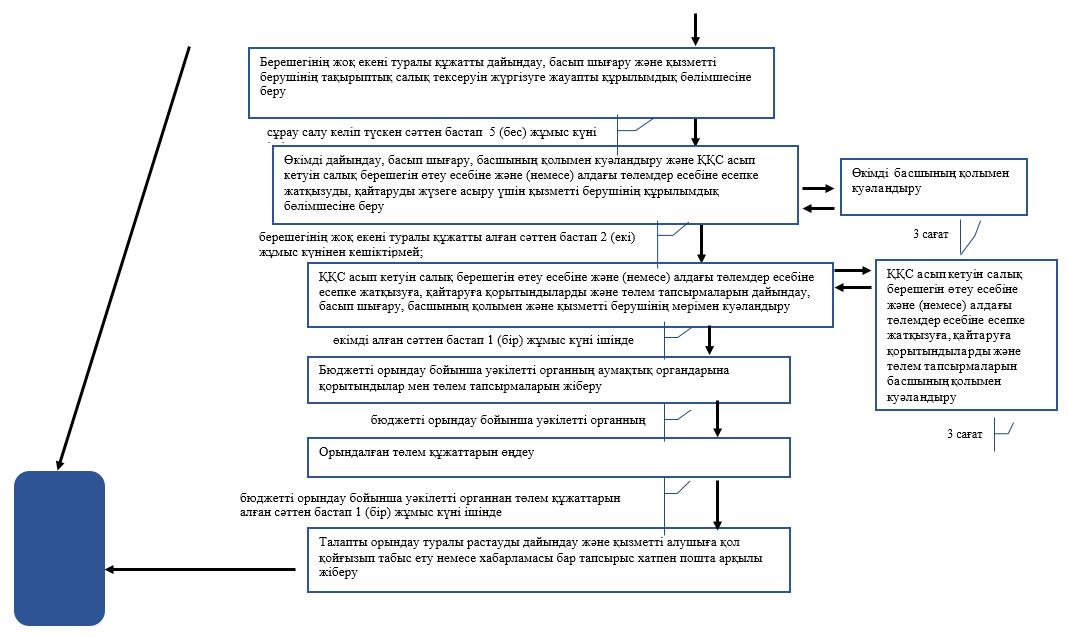 Берешегінің жоқ екені туралы құжатты дайындау, басып шығару және қызметті
берушінің тақырыптық салық тексеруін жүргізуге жауапты құрылымдық бөлімшесіне
беру
сұрау салу келіп түскен сәттен бастап 5 (бес) жұмыс күні
Өкімді дайындау, басып шығару, басшының қолымен куәландыру және ҚҚС асып
кетуін салық берешегін өтеу есебіне және (немесе) алдағы төлемдер есебіне есепке
жатқызуды, қайтаруды жүзеге асыру үшін қызметті берушінің құрылымдық
бөлімшесіне беру
Өкімді басшының қолымен
куәландыру
3 сағат
берешегінің жоқ екені туралы құжатты алған сәттен бастап 2 (екі)
жұмыс күнінен кешіктірмей;
ҚҚС асып кетуін салық берешегін өтеу есебіне және (немесе) алдағы төлемдер есебіне
есепке жатқызуға, қайтаруға қорытындыларды және төлем тапсырмаларын дайындау,
басып шығару, басшының қолымен және қызметті берушінің мөрімен куәландыру
ҚҚС асып кетуін салық
берешегін өтеу есебіне
және (немесе) алдағы
төлемдер есебіне есепке
жатқызуға, қайтаруға
қорытындыларды және
төлем тапсырмаларын
басшының қолымен
куәландыру
3 сағат
өкімді алған сәттен бастап 1 (бір) жұмыс күні ішінде
Бюджетті орындау бойынша уәкілетті органның аумақтық органдарына
қорытындылар мен төлем тапсырмаларын жіберу
бюджетті орындау бойынша уәкілетті органның
Орындалған төлем құжаттарын өңдеу
бюджетті орындау бойынша уәкілетті органнан төлем құжаттарын
алған сәттен бастап 1 (бір) жұмыс күні ішінде
Талапты орындау туралы растауды дайындау және қызметті алушыға қол
қойғызып табыс ету немесе хабарламасы бар тапсырыс хатпен пошта арқылы
жіберу